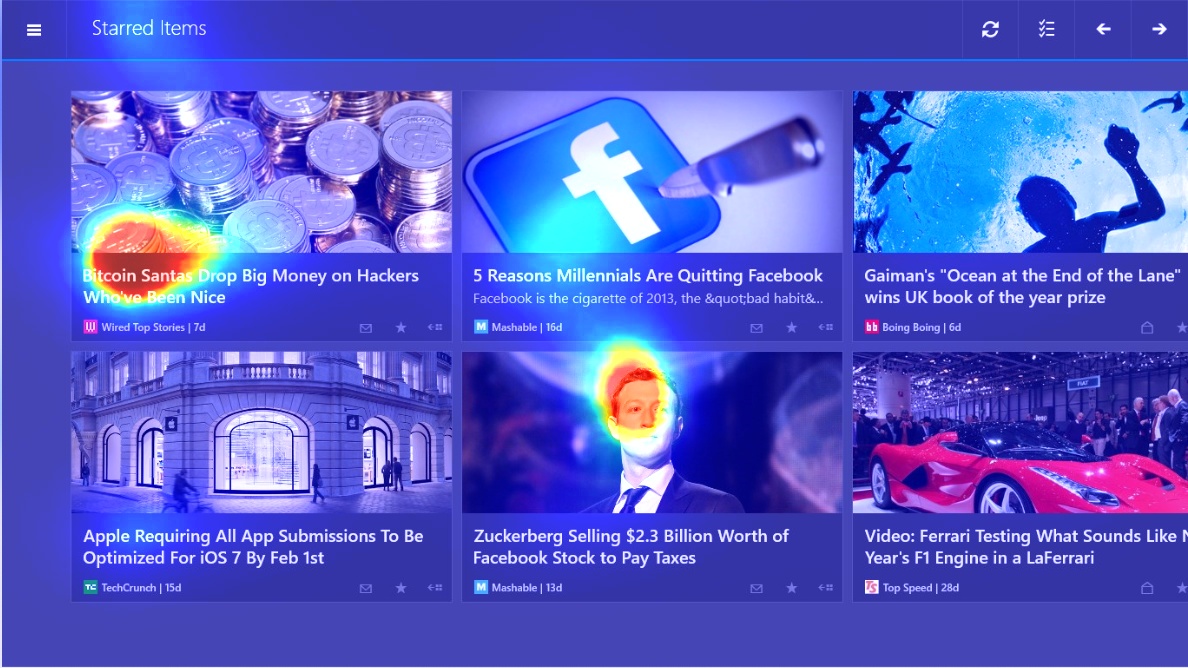 Starred Items
Bitcoin Santas Drop Big Money on Hackers
Who've Been Nice
Wired Top Stories | 7d
5 Reasons Millennials Are Quitting Facebook
Facebook is the cigarette of 2013, the &quot;bad habit&...
Mashable | 16d
Gaiman's "Ocean at the End of the Lane"
wins UK book of the year prize
bb Boing Boing | 6d
Apple Requiring All App Submissions To Be
Optimized For iOS 7 By Feb 1st
TC TechCrunch | 15d
Zuckerberg Selling $2.3 Billion Worth of
Facebook Stock to Pay Taxes
M Mashable | 13d
FIAT
Video: Ferrari Testing What Sounds Like N
Year's F1 Engine in a LaFerrari
TS Top Speed | 28d